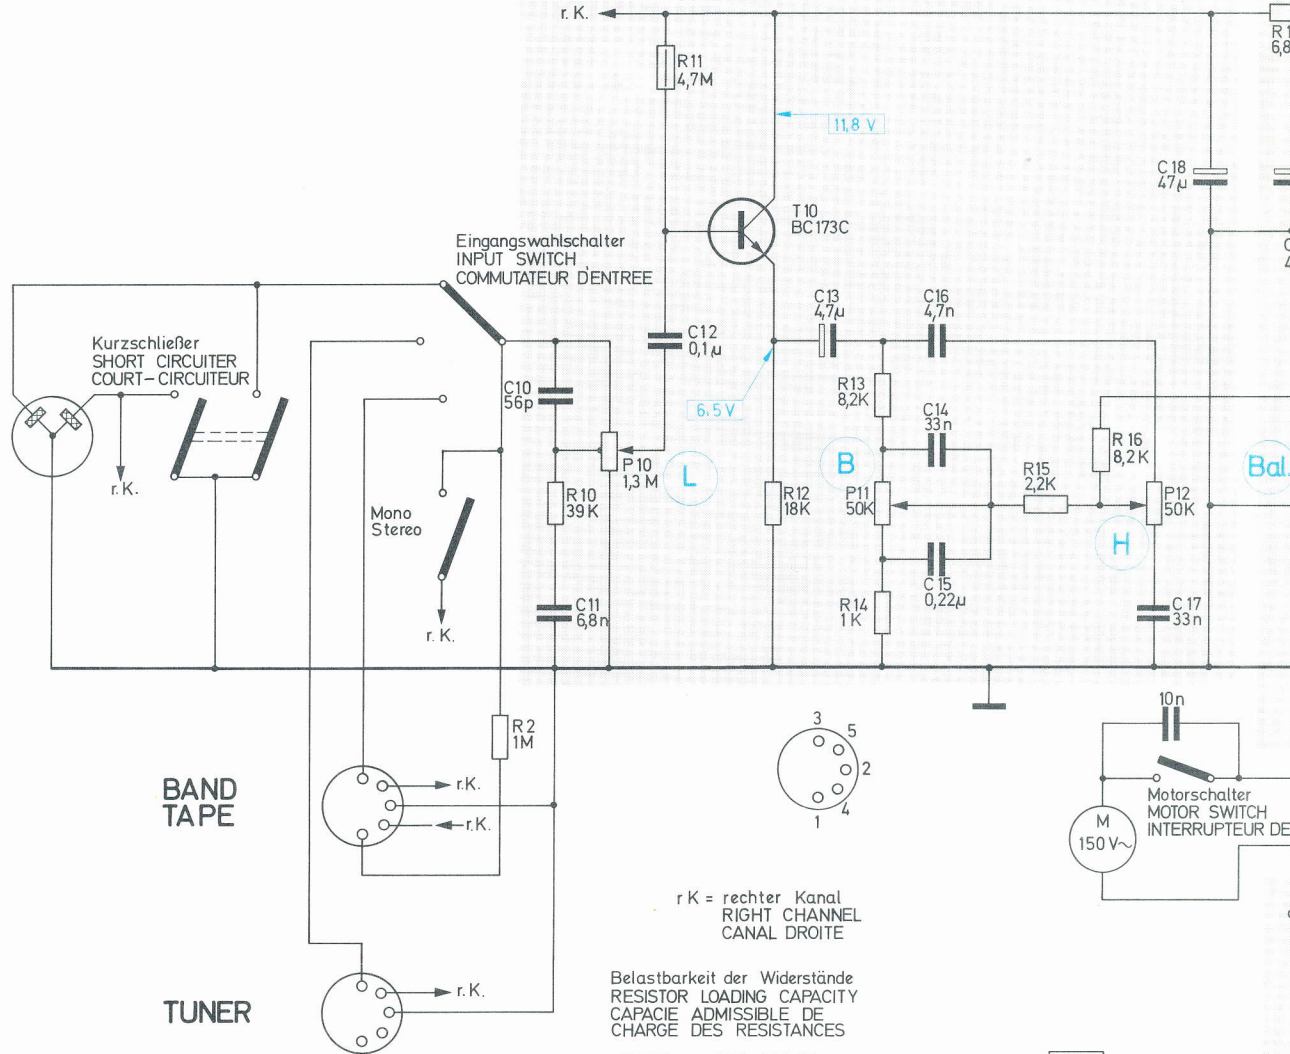 r. K.
R11
4,7M
11,8 V
C18
47µ
T10
BC173C
Eingangswahlschalter
INPUT SWITCH
COMMUTATEUR D'ENTREE
Kurzschließer
SHORT CIRCUITER
COURT-CIRCUITEUR
r. K.
C12
0,1µ
C13
4,7µ
C16
4,7n
C10
56p
6,5V
R13
8,2K
C14
33n
R16
8,2K
Bal.
P10
1,3 M
L
B
R15
2,2K
R10
39K
R12
18K
P11
50K
P12
50K
Mono
Stereo
H
C11
6,8n
R14
1K
C15
0,22µ
C17
33n
r. K.
R2
1M
10n
3
5
2
4
1
BAND
TAPE
r.K.
r.K.
Motorschalter
MOTOR SWITCH
INTERRUPTEUR DE
M
150V~
r K = rechter Kanal
RIGHT CHANNEL
CANAL DROITE
Belastbarkeit der Widerstände
RESISTOR LOADING CAPACITY
CAPACIE ADMISSIBLE DE
CHARGE DES RESISTANCES
TUNER
r.K.